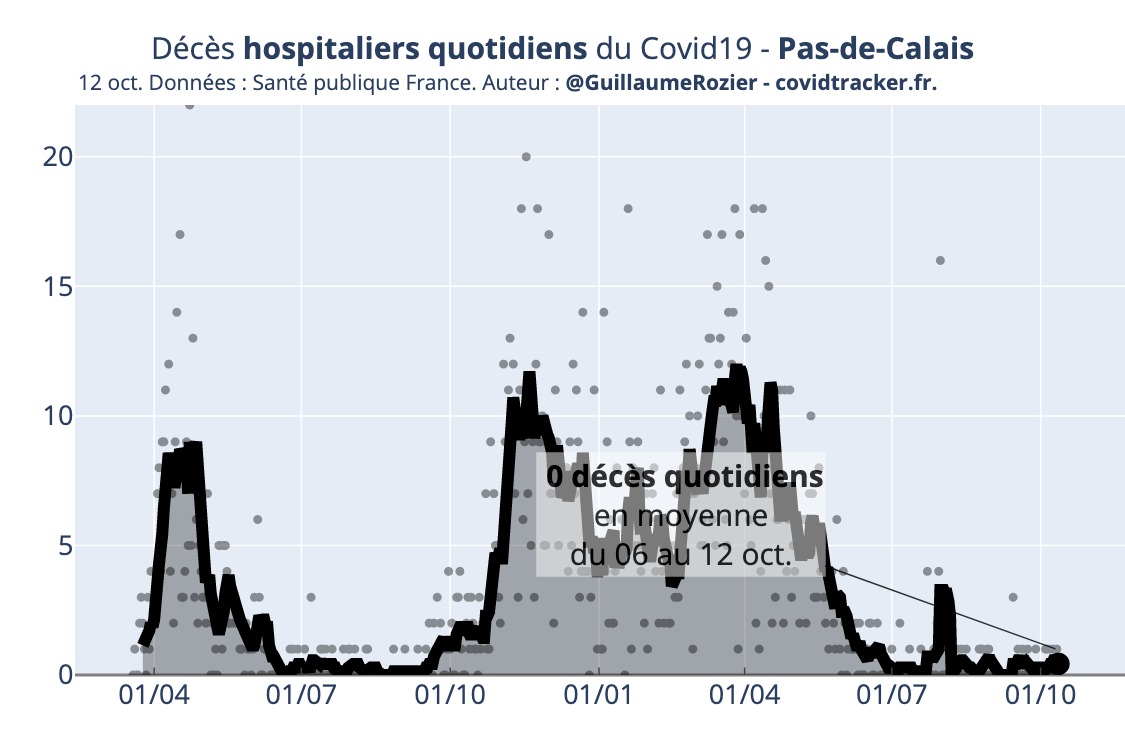 Décès hospitaliers quotidiens du Covid19 - Pas-de-Calais
12 oct. Données : Santé publique France. Auteur : @GuillaumeRozier - covidtracker.fr.
20
15
10
5
0
0 décès quotidiens
en moyenne
du 06 au 12 oct.
01/04 01/07 01/10 01/01 01/04 01/07 01/10